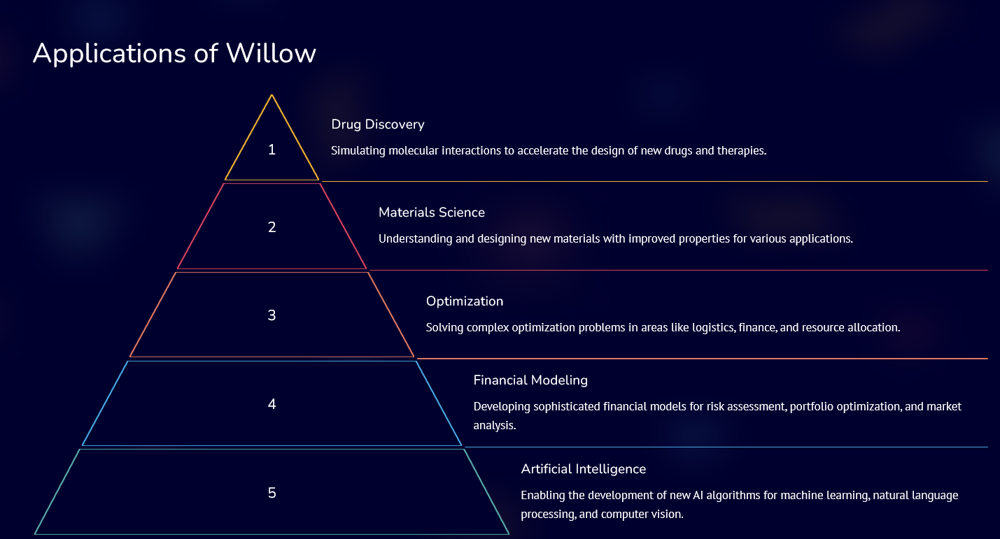 Applications of Willow
1
Drug Discovery
Simulating molecular interactions to accelerate the design of new drugs and therapies.
2
Materials Science
Understanding and designing new materials with improved properties for various applications.
3
Optimization
Solving complex optimization problems in areas like logistics, finance, and resource allocation.
4
Financial Modeling
Developing sophisticated financial models for risk assessment, portfolio optimization, and market
analysis.
5
Artificial Intelligence
Enabling the development of new AI algorithms for machine learning, natural language
processing, and computer vision.